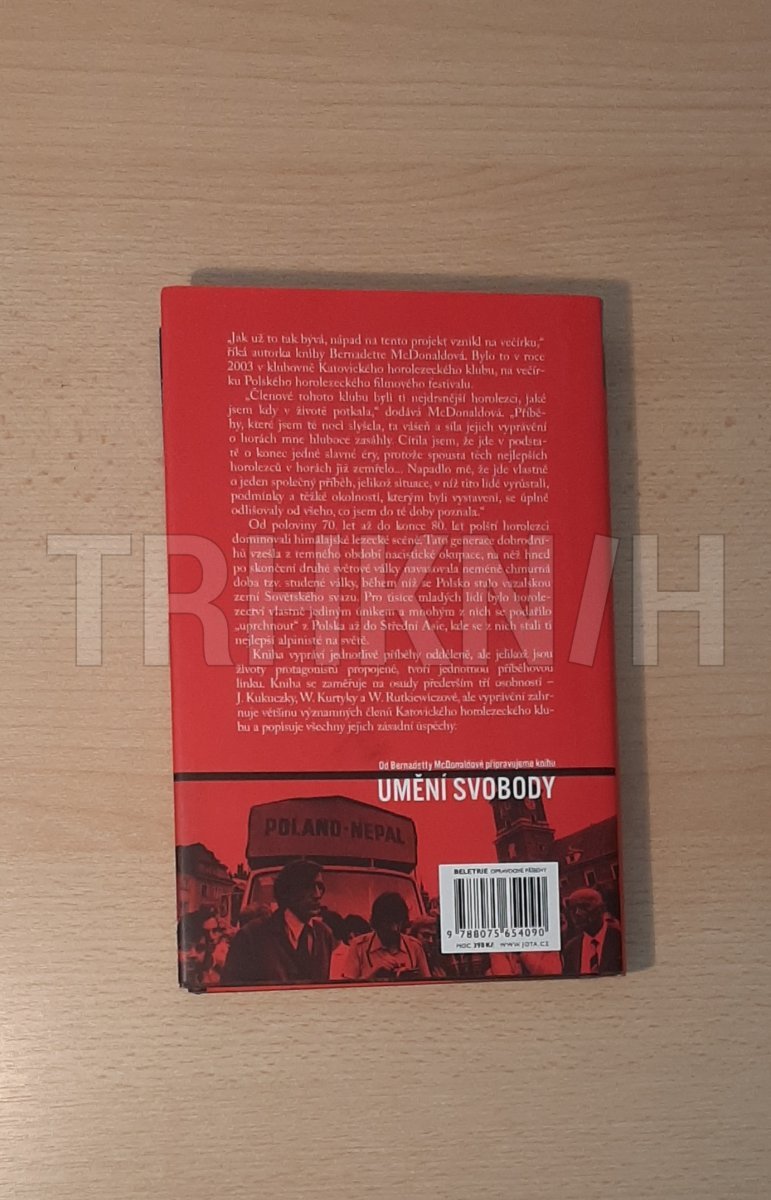 „Jak už to tak bývá, nápad na tento projekt vznikl na večírku,“
říká autorka knihy Bernadette McDonaldová. Bylo to v roce
2003 v klubovně Katovického horolezeckého klubu, na večír-
ku Polského horolezeckého filmového festivalu.
„Členové tohoto klubu byli ti nejdrsnější horolezci, jaké
jsem kdy v životě potkala,“ dodává McDonaldová. „Příbě-
hy, které jsem té noci slyšela, ta vášeň a síla jejich vyprávění
o horách mne hluboce zasáhly. Cítila jsem, že jde v podsta-
tě o konec jedné slavné éry, protože spousta těch nejlepších
horolezců v horách již zemřelo... Napadlo mě, že jde vlastně
o jeden společný příběh, jelikož situace, v níž tito lidé vyrůstali,
podmínky a těžké okolnosti, kterým byli vystaveni, se úplně
odlišovaly od všeho, co jsem do té doby poznala.“
Od poloviny 70. let až do konce 80. let polští horolezci
dominovali himálajské lezecké scéně. Tato generace dobrodru-
hů vzešla z temného období nacistické okupace, na něž hned
po skončení druhé světové války navazovala neméně chmurná
doba tzv. studené války, během níž se Polsko stalo vazalskou
zemí Sovětského svazu. Pro tisíce mladých lidí bylo horole-
zectví vlastně jediným únikem a mnohým z nich se podařilo
„uprchnout“ z Polska až do Střední Asie, kde se z nich stali ti
nejlepší alpinisté na světě.
Kniha vypráví jednotlivé příběhy odděleně, ale jelikož jsou
životy protagonistů propojené, tvoří jednotnou příběhovou
linku. Kniha se zaměřuje na osudy především tří osobností –
J. Kukuczky, W. Kurtyky a W. Rutkiewiczové, ale vyprávění zahr-
nuje většinu významných členů Katovického horolezeckého klu-
bu a popisuje všechny jejich zásadní úspěchy.
Od Bernadetty McDonaldové připravujeme knihu
UMĚNÍ SVOBODY
POLAND-NEPAL
BELETRIE OPRAVDOVÉ PŘÍBĚHY
9 788075 654090
MOC 398 Kč WWW.JOTA.CZ
TRHKN/H